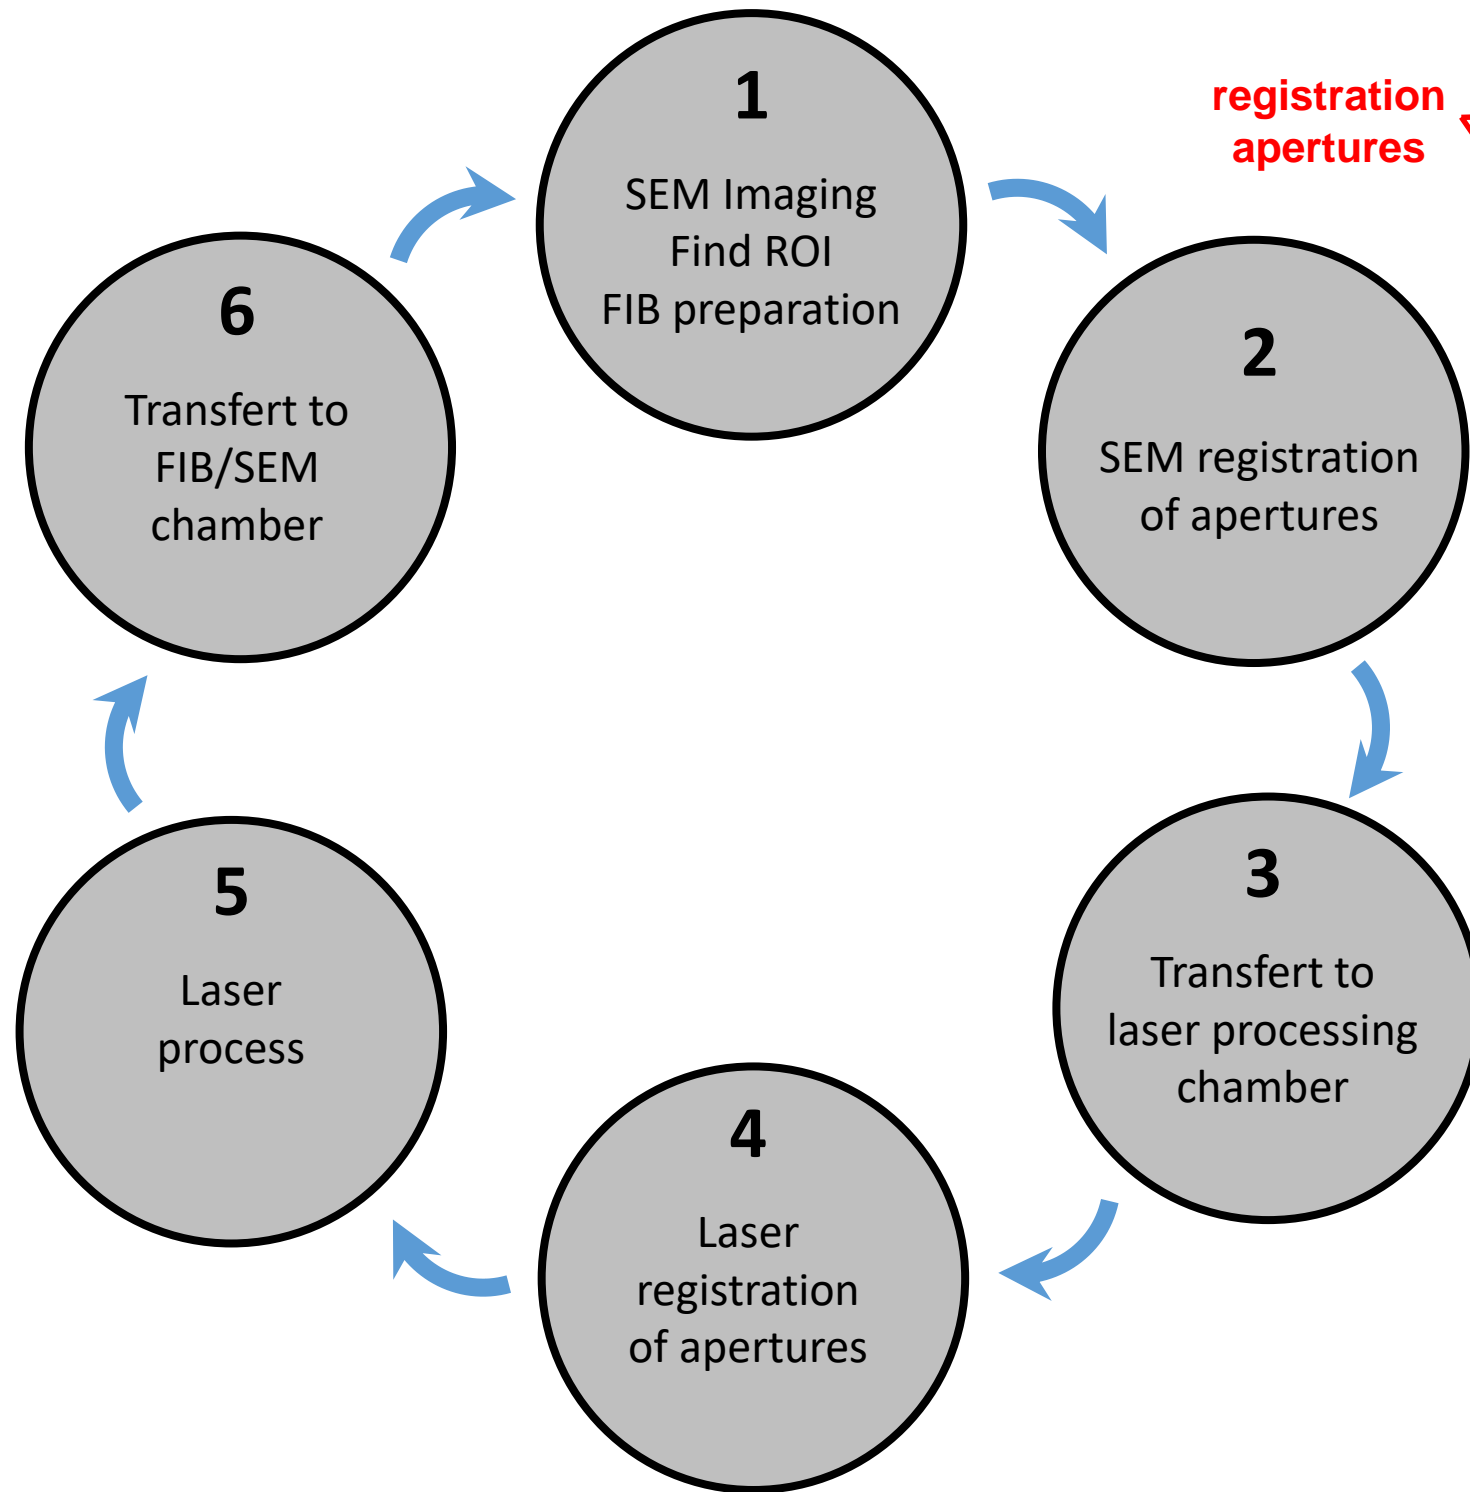 1
SEM Imaging
Find ROI
FIB preparation
registration
apertures
2
SEM registration
of apertures
3
Transfert to
laser processing
chamber
4
Laser
registration
of apertures
5
Laser
process
6
Transfert to
FIB/SEM
chamber